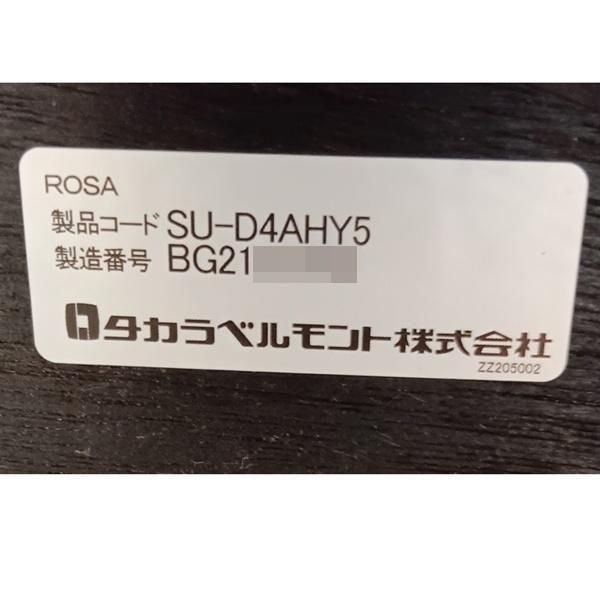 ROSA
製品コード SU-D4AHY5
製造番号 BG21
タカラベルモント株式会社
ZZ205002